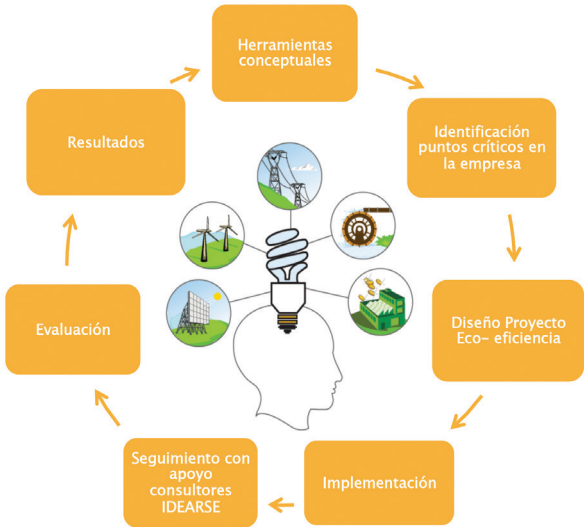 Herramientas
conceptuales
Identificación
puntos críticos en
la empresa
Diseño Proyecto
Eco- eficiencia
Implementación
Seguimiento con
apoyo
consultores
IDEARSE
Evaluación
Resultados